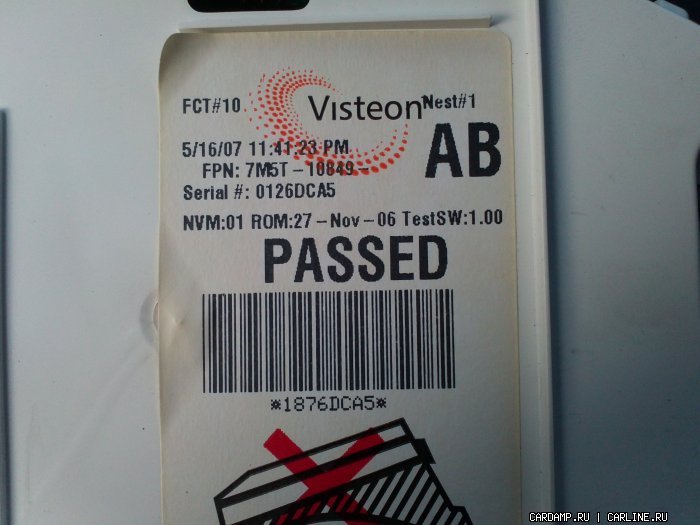 FCT#10 Visteon Nest#1
5/16/07 11:41:23 PM AB
FPN: 7M5T-10849-
Serial #: 0126DCA5
NVM:01 ROM:27-Nov-06 TestSW:1.00
PASSED
*1876DCA5*
CARDAMP.RU | CARLINE.RU